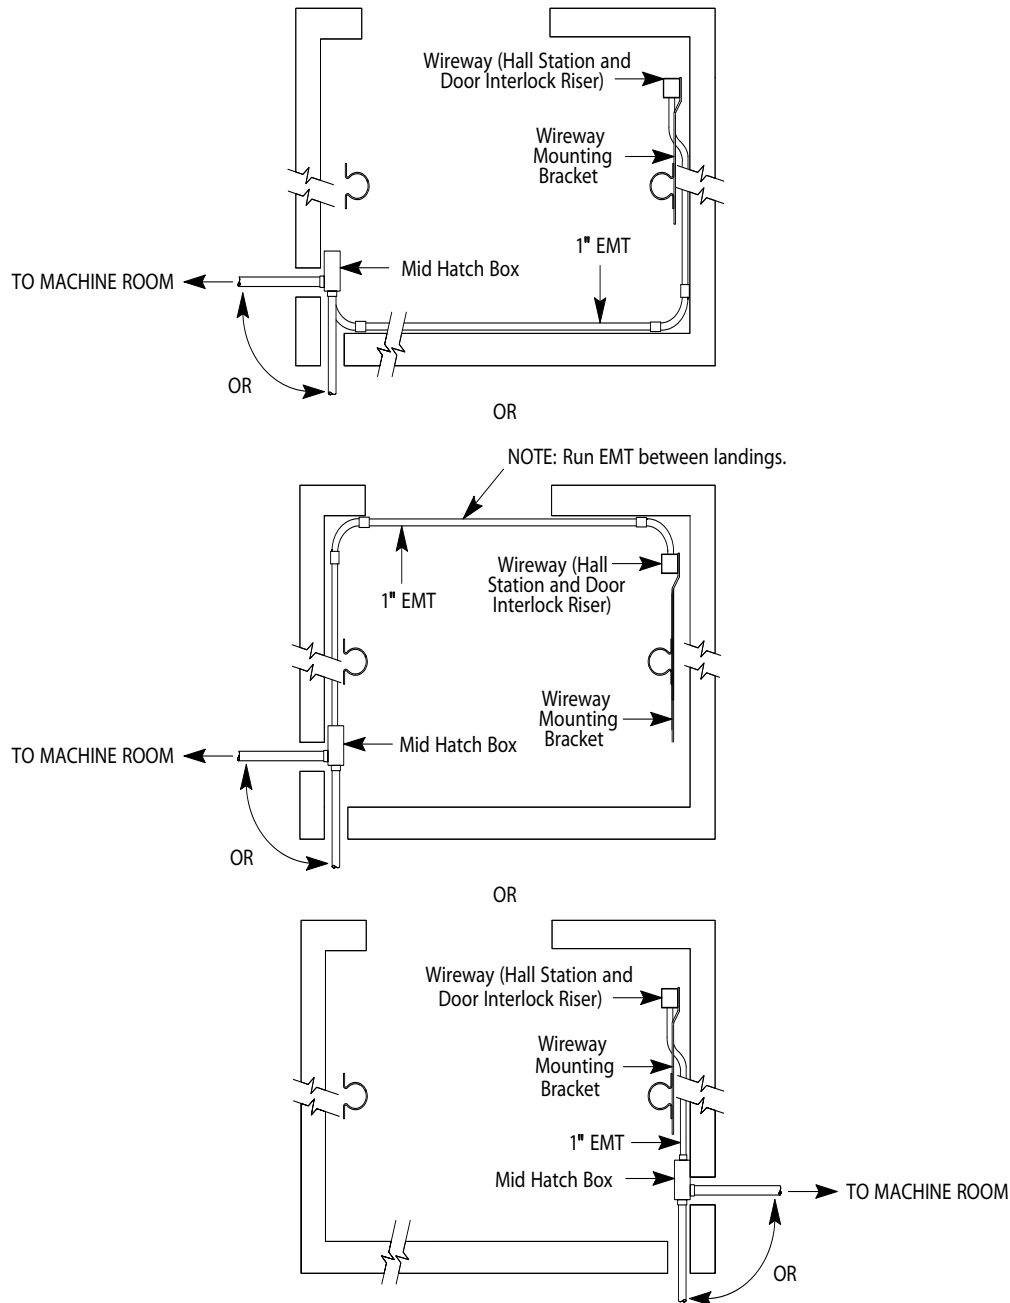 Wireway (Hall Station and
Door Interlock Riser)
Wireway
Mounting
Bracket
1" EMT
TO MACHINE ROOM
Mid Hatch Box
OR
OR
NOTE: Run EMT between landings.
1" EMT
Wireway (Hall
Station and Door
Interlock Riser)
Wireway
Mounting
Bracket
TO MACHINE ROOM
Mid Hatch Box
OR
OR
Wireway (Hall Station and
Door Interlock Riser)
Wireway
Mounting
Bracket
1" EMT
Mid Hatch Box
TO MACHINE ROOM
OR